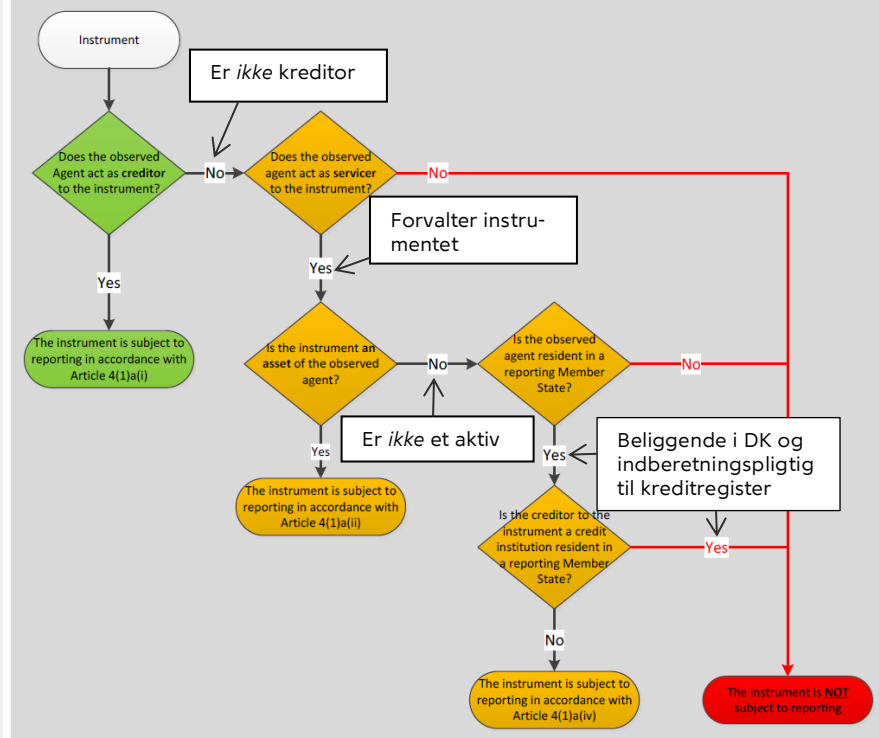 Instrument
Er ikke kreditor
Does the observed
Agent act as creditor
to the instrument?
No
Does the observed
agent act as servicer
to the instrument?
No
Forvalter instru-
mentet
Yes
Yes
The instrument is subject to
reporting in accordance with
Article 4(1)a(i)
Is the instrument an
asset of the observed
agent?
No
Is the observed
agent resident in a
reporting Member
State?
No
Er ikke et aktiv
Beliggende i DK og
indberetningspligtig
til kreditregister
Yes
Yes
The instrument is subject to
reporting in accordance with
Article 4(1)a(ii)
Is the creditor to the
instrument a credit
institution resident in
a reporting Member
State?
Yes
No
The instrument is subject to
reporting in accordance with
Article 4(1)a(iv)
The instrument is NOT
subject to reporting